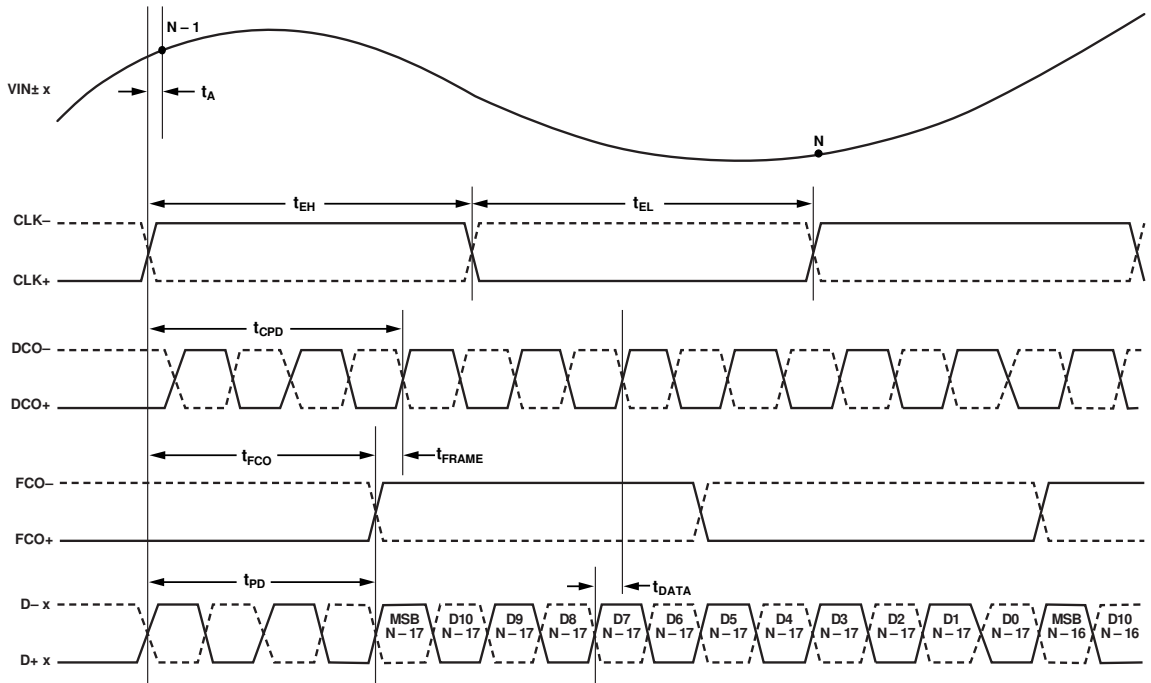 N – 1
VIN± x
tA
N
tEH
tEL
CLK–
CLK+
tCPD
DCO–
DCO+
tFCO
tFRAME
FCO–
FCO+
tPD
tDATA
D– x
MSB D10 D9 D8 D7 D6 D5 D4 D3 D2 D1 D0 MSB D10
N – 17 N – 17 N – 17 N – 17 N – 17 N – 17 N – 17 N – 17 N – 17 N – 17 N – 17 N – 17 N – 16 N – 16
D+ x